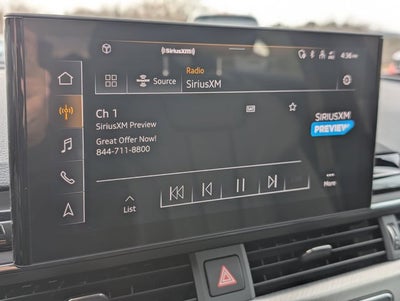 ((SiriusXM))
4:36 AM
Radio
Source
SiriusXM
Ch 1
SiriusXM Preview
Great Offer Now!
844-711-8800
SIRIUSXM
PREVIEW
List
More